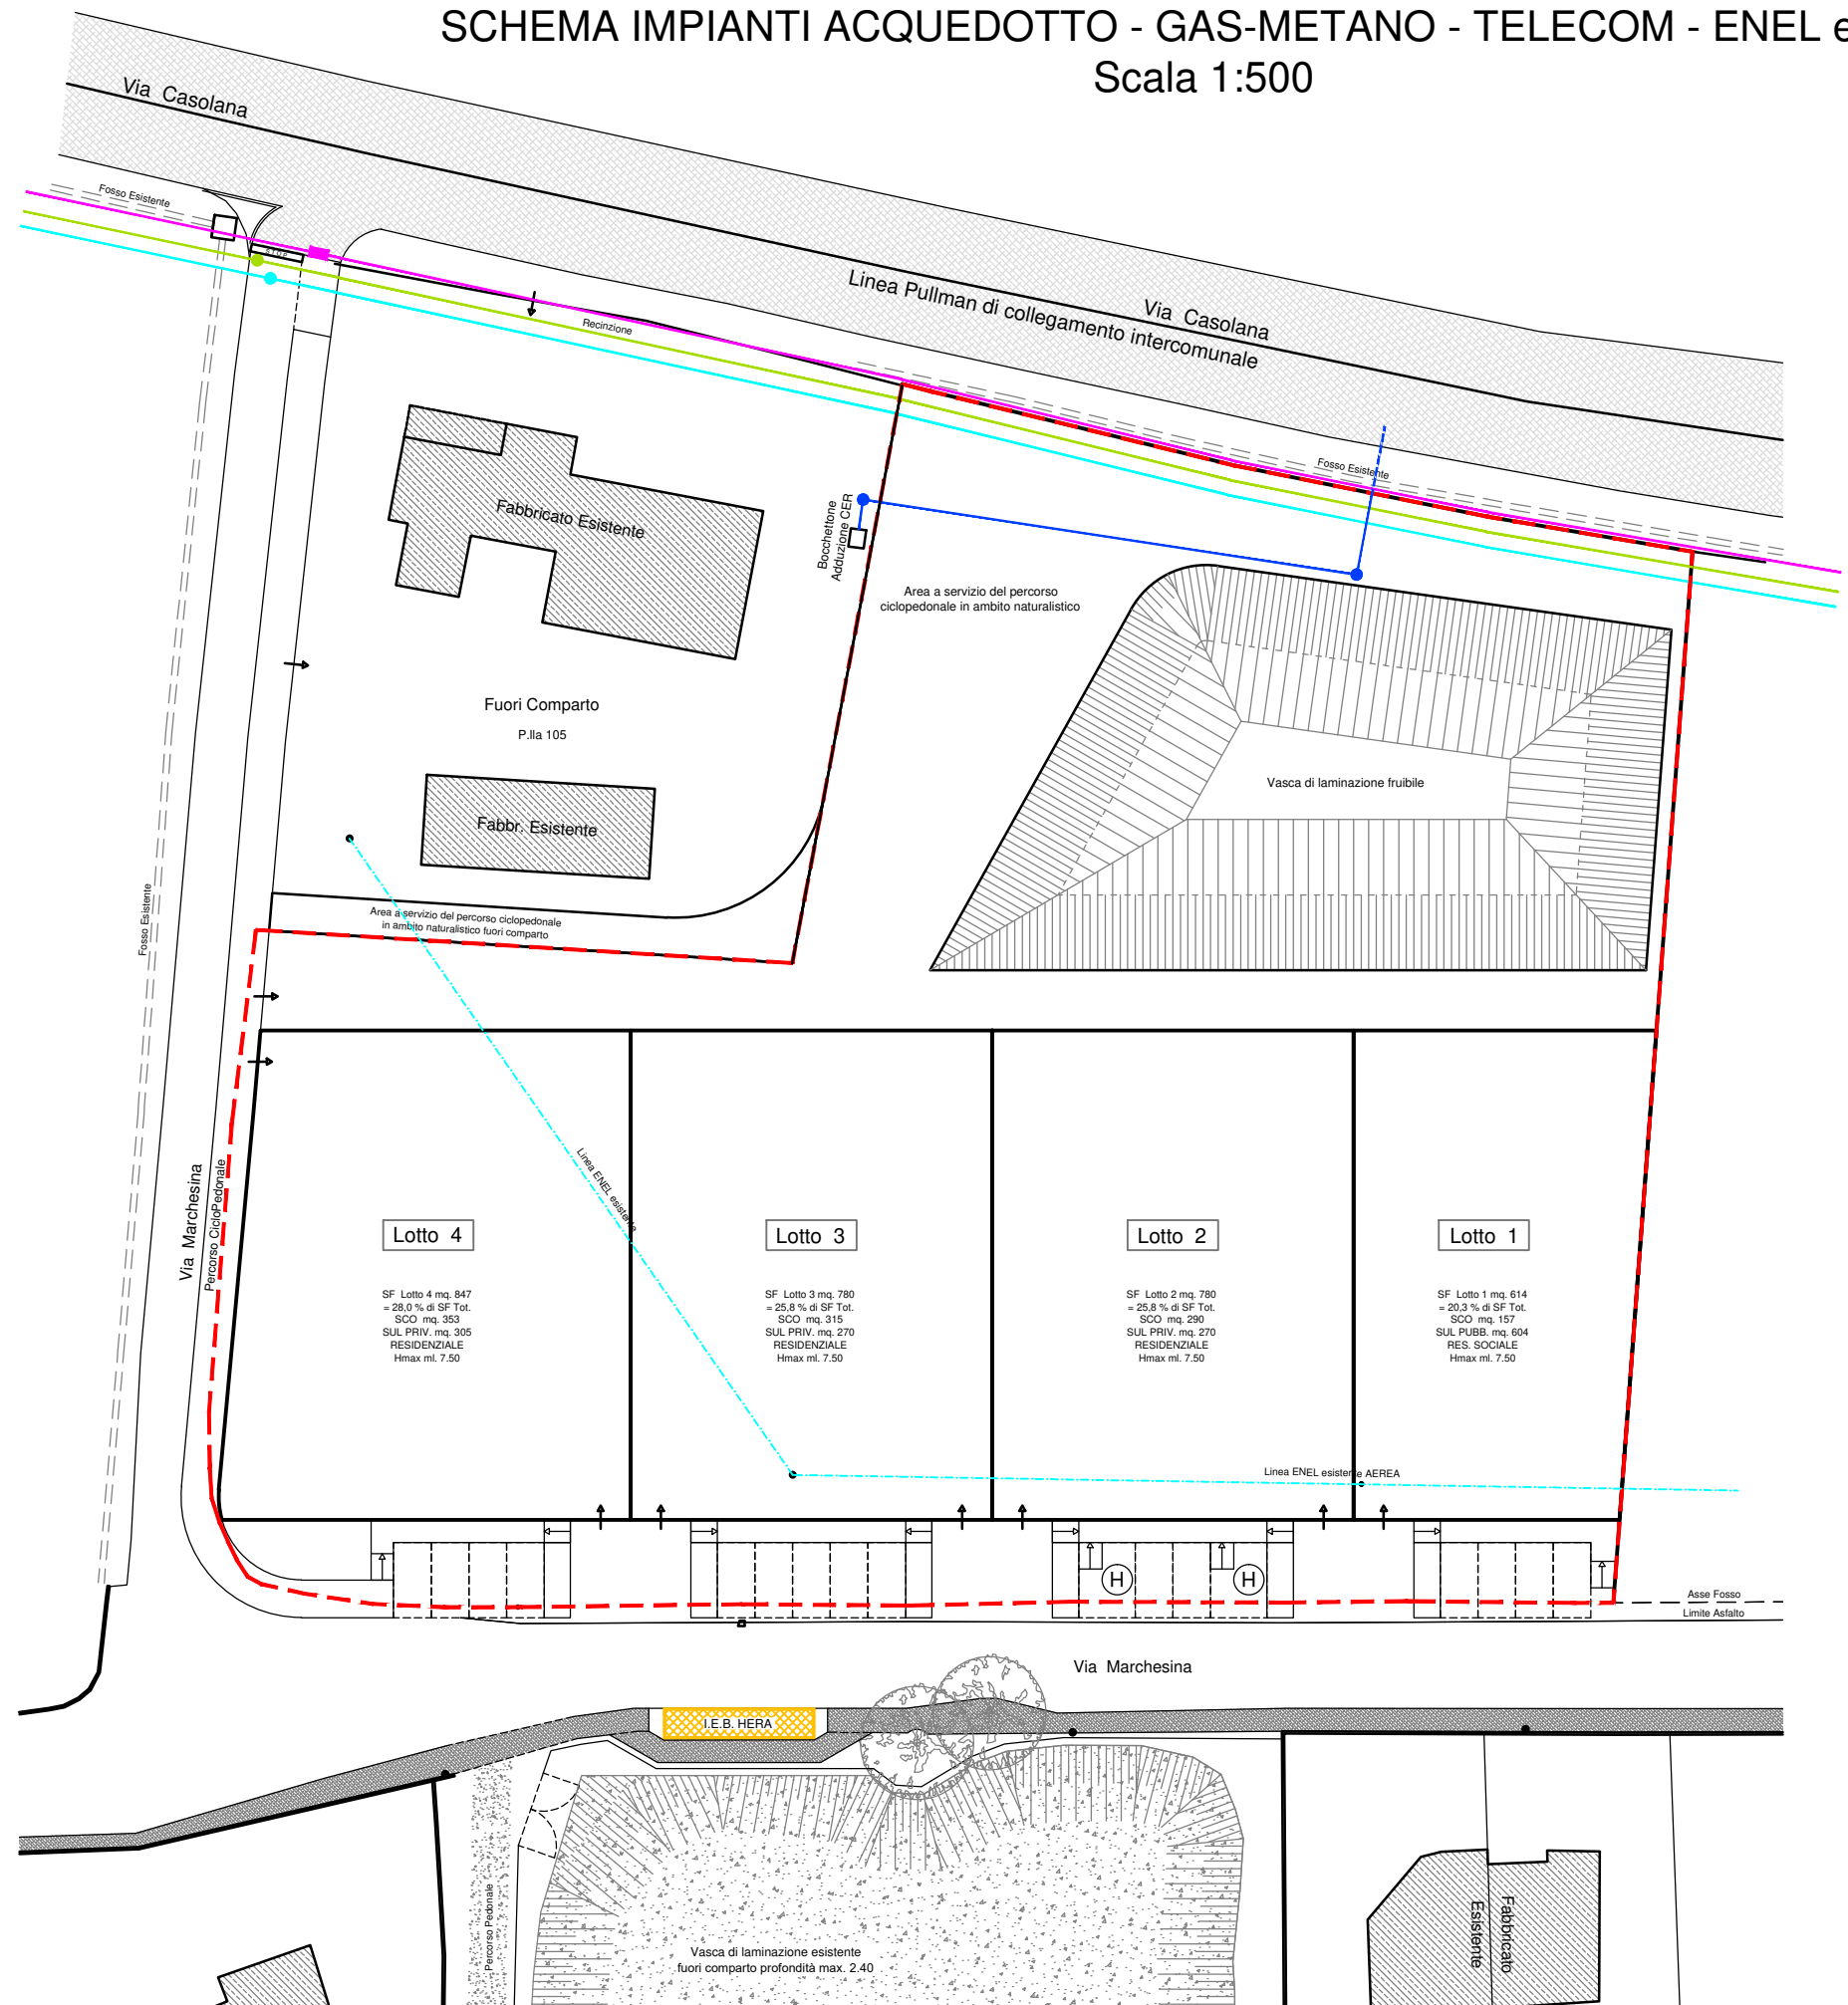 SCHEMA IMPIANTI ACQUEDOTTO - GAS-METANO - TELECOM - ENEL e
Scala 1:500
Via Casolana
Fosso Esistente
STOP
Linea Pullman di collegamento intercomunale
Via Casolana
Recinzione
Fosso Esistente
Fabbricato Esistente
Bocchettone
Adduzione CER
Area a servizio del percorso
ciclopedonale in ambito naturalistico
Fuori Comparto
P.lla 105
Vasca di laminazione fruibile
Fabbr. Esistente
Fosso Esistente
Area a servizio del percorso ciclopedonale
in ambito naturalistico fuori comparto
Linea ENEL esistente
Via Marchesina
Percorso CicloPedonale
Lotto 4
SF Lotto 4 mq. 847
= 28,0 % di SF Tot.
SCO mq. 353
SUL PRIV. mq. 305
RESIDENZIALE
Hmax ml. 7.50
Lotto 3
SF Lotto 3 mq. 780
= 25,8 % di SF Tot.
SCO mq. 315
SUL PRIV. mq. 270
RESIDENZIALE
Hmax ml. 7.50
Lotto 2
SF Lotto 2 mq. 780
= 25,8 % di SF Tot.
SCO mq. 290
SUL PRIV. mq. 270
RESIDENZIALE
Hmax ml. 7.50
Lotto 1
SF Lotto 1 mq. 614
= 20,3 % di SF Tot.
SCO mq. 157
SUL PUBB. mq. 604
RES. SOCIALE
Hmax ml. 7.50
Linea ENEL esistente AEREA
H
H
Asse Fosso
Limite Asfalto
Via Marchesina
I.E.B. HERA
Percorso Pedonale
Vasca di laminazione esistente
fuori comparto profondità max. 2.40
Fabbricato
Esistente